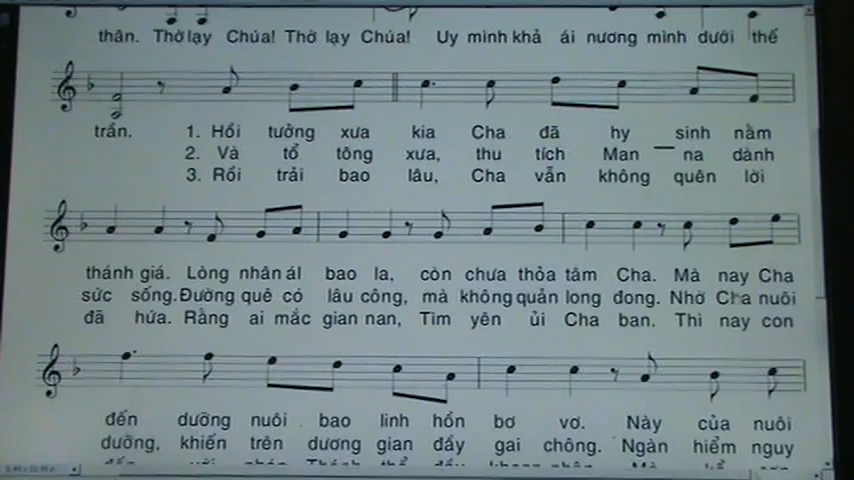 thân. Thờ lạy Chúa! Thờ lạy Chúa! Uy mình khả ái nương mình dưới thế
trần. 1. Hồi tưởng xưa kia Cha đã hy sinh nằm
2. Và tổ tông xưa, thu tích Man _ na dành
3. Rồi trải bao lâu, Cha vẫn không quên lời
thánh giá. Lòng nhân ái bao la, còn chưa thỏa tâm Cha. Mà nay Cha
sức sống. Đường quê có lâu công, mà không quản long đong. Nhờ Cha nuôi
đã hứa. Rằng ai mắc gian nan, Tìm yên ủi Cha ban. Thì nay con
đến dưỡng nuôi bao linh hồn bơ vơ. Này của nuôi
dưỡng, khiến trên dương gian đầy gai chông. Ngàn hiểm nguy